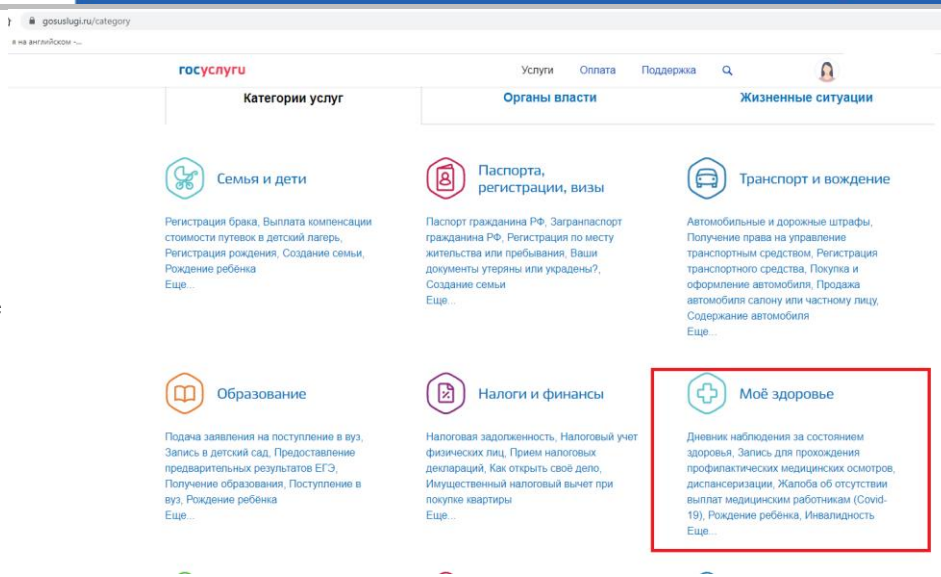 gosuslugi.ru/category
я на английском -...
госуслуги
Услуги Оплата Поддержка
Категории услуг
Органы власти
Жизненные ситуации
Семья и дети
Регистрация брака, Выплата компенсации
стоимости путевок в детский лагерь,
Регистрация рождения, Создание семьи,
Рождение ребёнка
Еще...
Паспорта,
регистрации, визы
Паспорт гражданина РФ, Загранпаспорт
гражданина РФ, Регистрация по месту
жительства или пребывания, Ваши
документы утеряны или украдены?,
Создание семьи
Еще...
Транспорт и вождение
Автомобильные и дорожные штрафы,
Получение права на управление
транспортным средством, Регистрация
транспортного средства, Покупка и
оформление автомобиля, Продажа
автомобиля салону или частному лицу,
Содержание автомобиля
Еще...
Образование
Подача заявления на поступление в вуз,
Запись в детский сад, Предоставление
предварительных результатов ЕГЭ,
Получение образования, Поступление в
вуз, Рождение ребёнка
Еще...
Налоги и финансы
Налоговая задолженность, Налоговый учет
физических лиц, Прием налоговых
деклараций, Как открыть своё дело,
Имущественный налоговый вычет при
покупке квартиры
Еще...
Моё здоровье
Дневник наблюдения за состоянием
здоровья, Запись для прохождения
профилактических медицинских осмотров,
диспансеризации, Жалоба об отсутствии
выплат медицинским работникам (Covid-
19), Рождение ребёнка, Инвалидность
Еще...